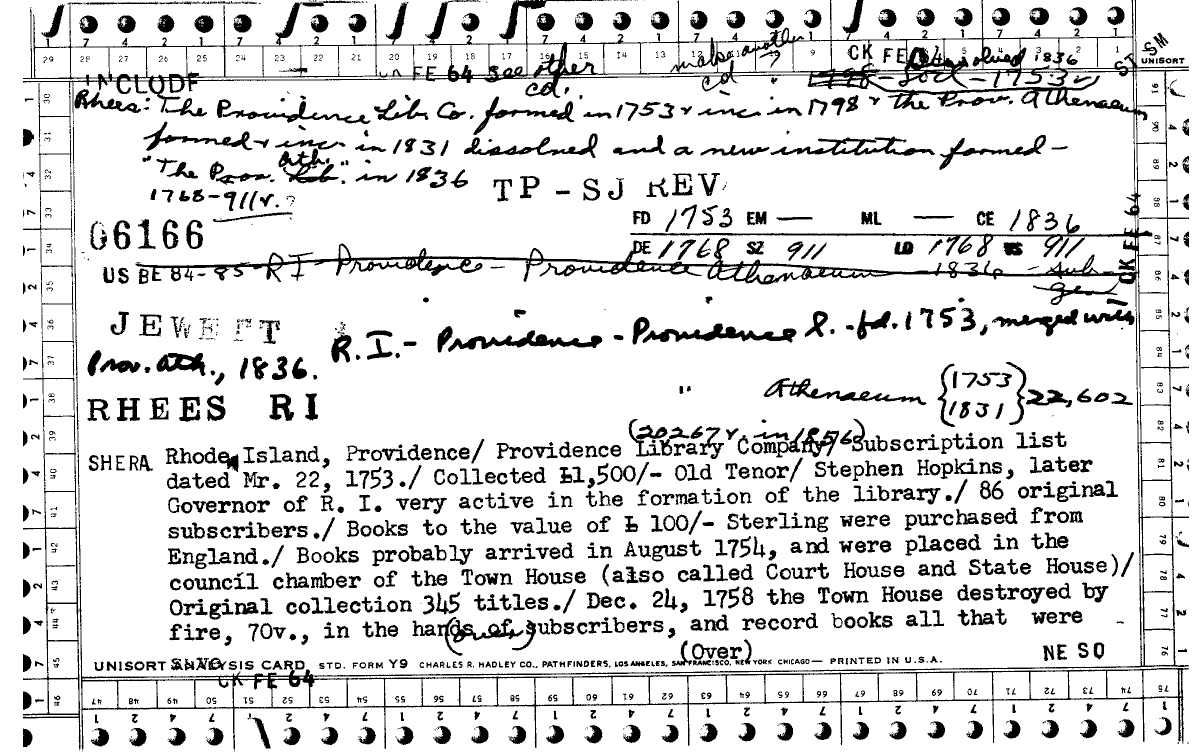 INCLUDE
CK FE 64 See other cd.
make another cd ?
CK FE 64
Dissolved 1836
1798 - Socl - 1753
ST SM
UNISORT
Rhees: The Providence Libr Co. formed in 1753 & inc in 1798 & the Prov. Athenaeum
formed & incr in 1831 dissolved and a new institution formed -
"The Prov. Lib. Ath." in 1836
1768-911v. ?
TP - SJ REV
06166
FD 1753 EM — ML — CE 1836
DE 1768 SZ 911 LD 1768 VS 911
CK FE 64
US BE 84-85 RI Providence - Providence Athenaeum - 1836 - sub-
gen
JEWETT
R.I. - Providence - Providence L. - fd. 1753, merged with
Prov. Ath., 1836.
" Athenaeum {1753 1831} 22,602
RHEES RI
(20267v. in 1856)
SHERA Rhode Island, Providence/ Providence Library Company/ Subscription list
dated Mr. 22, 1753./ Collected Ł1,500/- Old Tenor/ Stephen Hopkins, later
Governor of R. I. very active in the formation of the library./ 86 original
subscribers./ Books to the value of Ł 100/- Sterling were purchased from
England./ Books probably arrived in August 1754, and were placed in the
council chamber of the Town House (also called Court House and State House)/
Original collection 345 titles./ Dec. 24, 1758 the Town House destroyed by
fire, 70v., in the hands of subscribers, and record books all that were
(over)
(Over)
UNISORT ANALYSIS CARD, STD. FORM Y9 CHARLES R. HADLEY CO., PATHFINDERS, LOS ANGELES, SAN FRANCISCO, NEW YORK CHICAGO — PRINTED IN U.S.A.
NE SO
CK FE 64